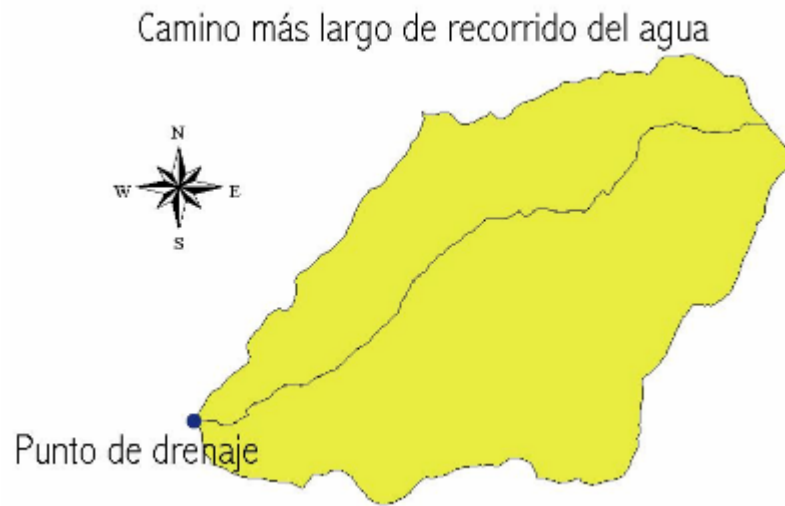 Camino más largo de recorrido del agua
N
W E
S
Punto de drenaje